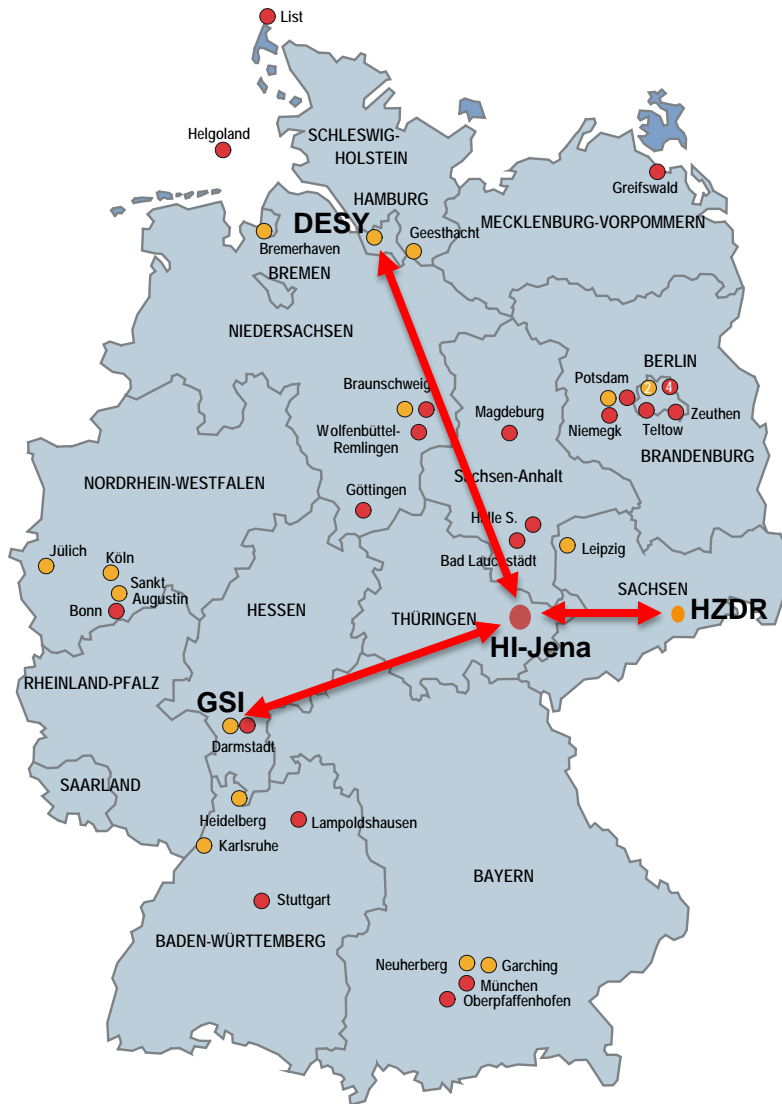 List
Helgoland
SCHLESWIG-
HOLSTEIN
Greifswald
HAMBURG
MECKLENBURG-VORPOMMERN
DESY
Geesthacht
Bremerhaven
BREMEN
NIEDERSACHSEN
BERLIN
Potsdam
2
4
Braunschweig
Magdeburg
Zeuthen
Niemegk
Teltow
Wolfenbüttel-
Remlingen
BRANDENBURG
Sachsen-Anhalt
NORDRHEIN-WESTFALEN
Göttingen
Halle S.
Leipzig
Jülich
Köln
Bad Lauchstädt
Sankt
Augustin
Bonn
SACHSEN
HESSEN
THÜRINGEN
HZDR
HI-Jena
RHEINLAND-PFALZ
GSI
Darmstadt
SAARLAND
Heidelberg
Lampoldshausen
Karlsruhe
BAYERN
Stuttgart
BADEN-WÜRTTEMBERG
Neuherberg
Garching
München
Oberpfaffenhofen